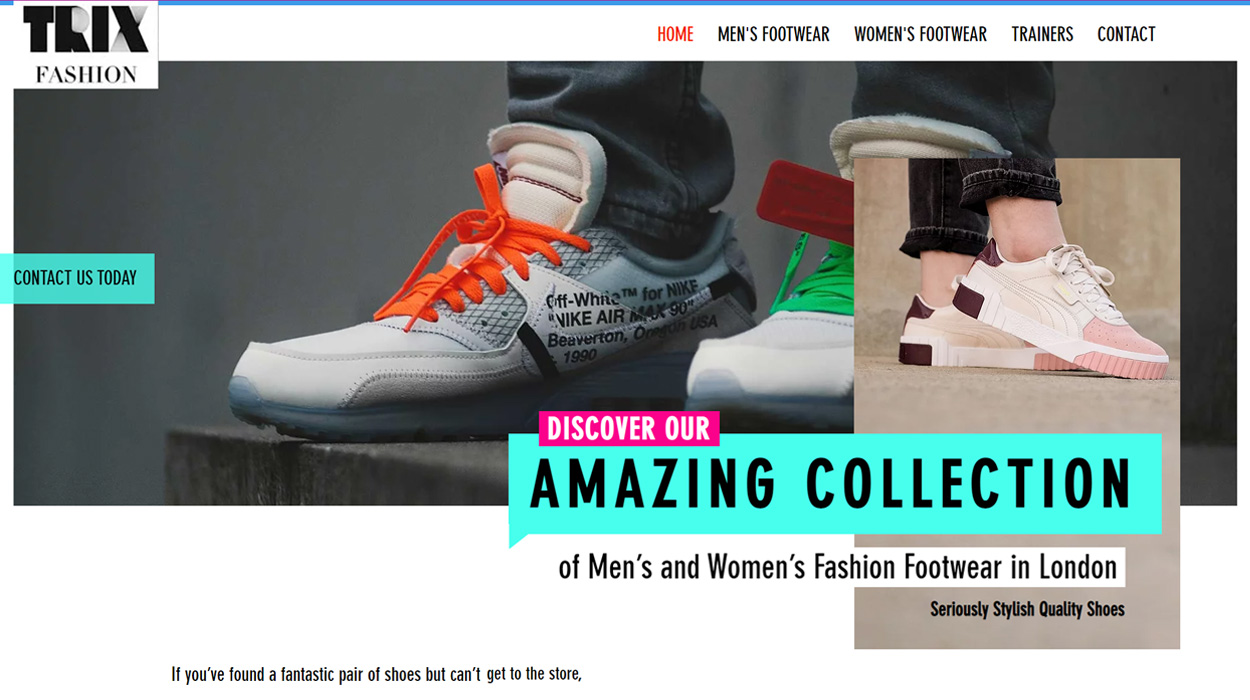 TRIX
FASHION
HOME MEN'S FOOTWEAR WOMEN'S FOOTWEAR TRAINERS CONTACT
CONTACT US TODAY
Off-White™ for NIKE
"NIKE AIR MAX 90"
Beaverton, Oregon USA
1990
DISCOVER OUR
AMAZING COLLECTION
of Men's and Women's Fashion Footwear in London
Seriously Stylish Quality Shoes
If you've found a fantastic pair of shoes but can't get to the store,